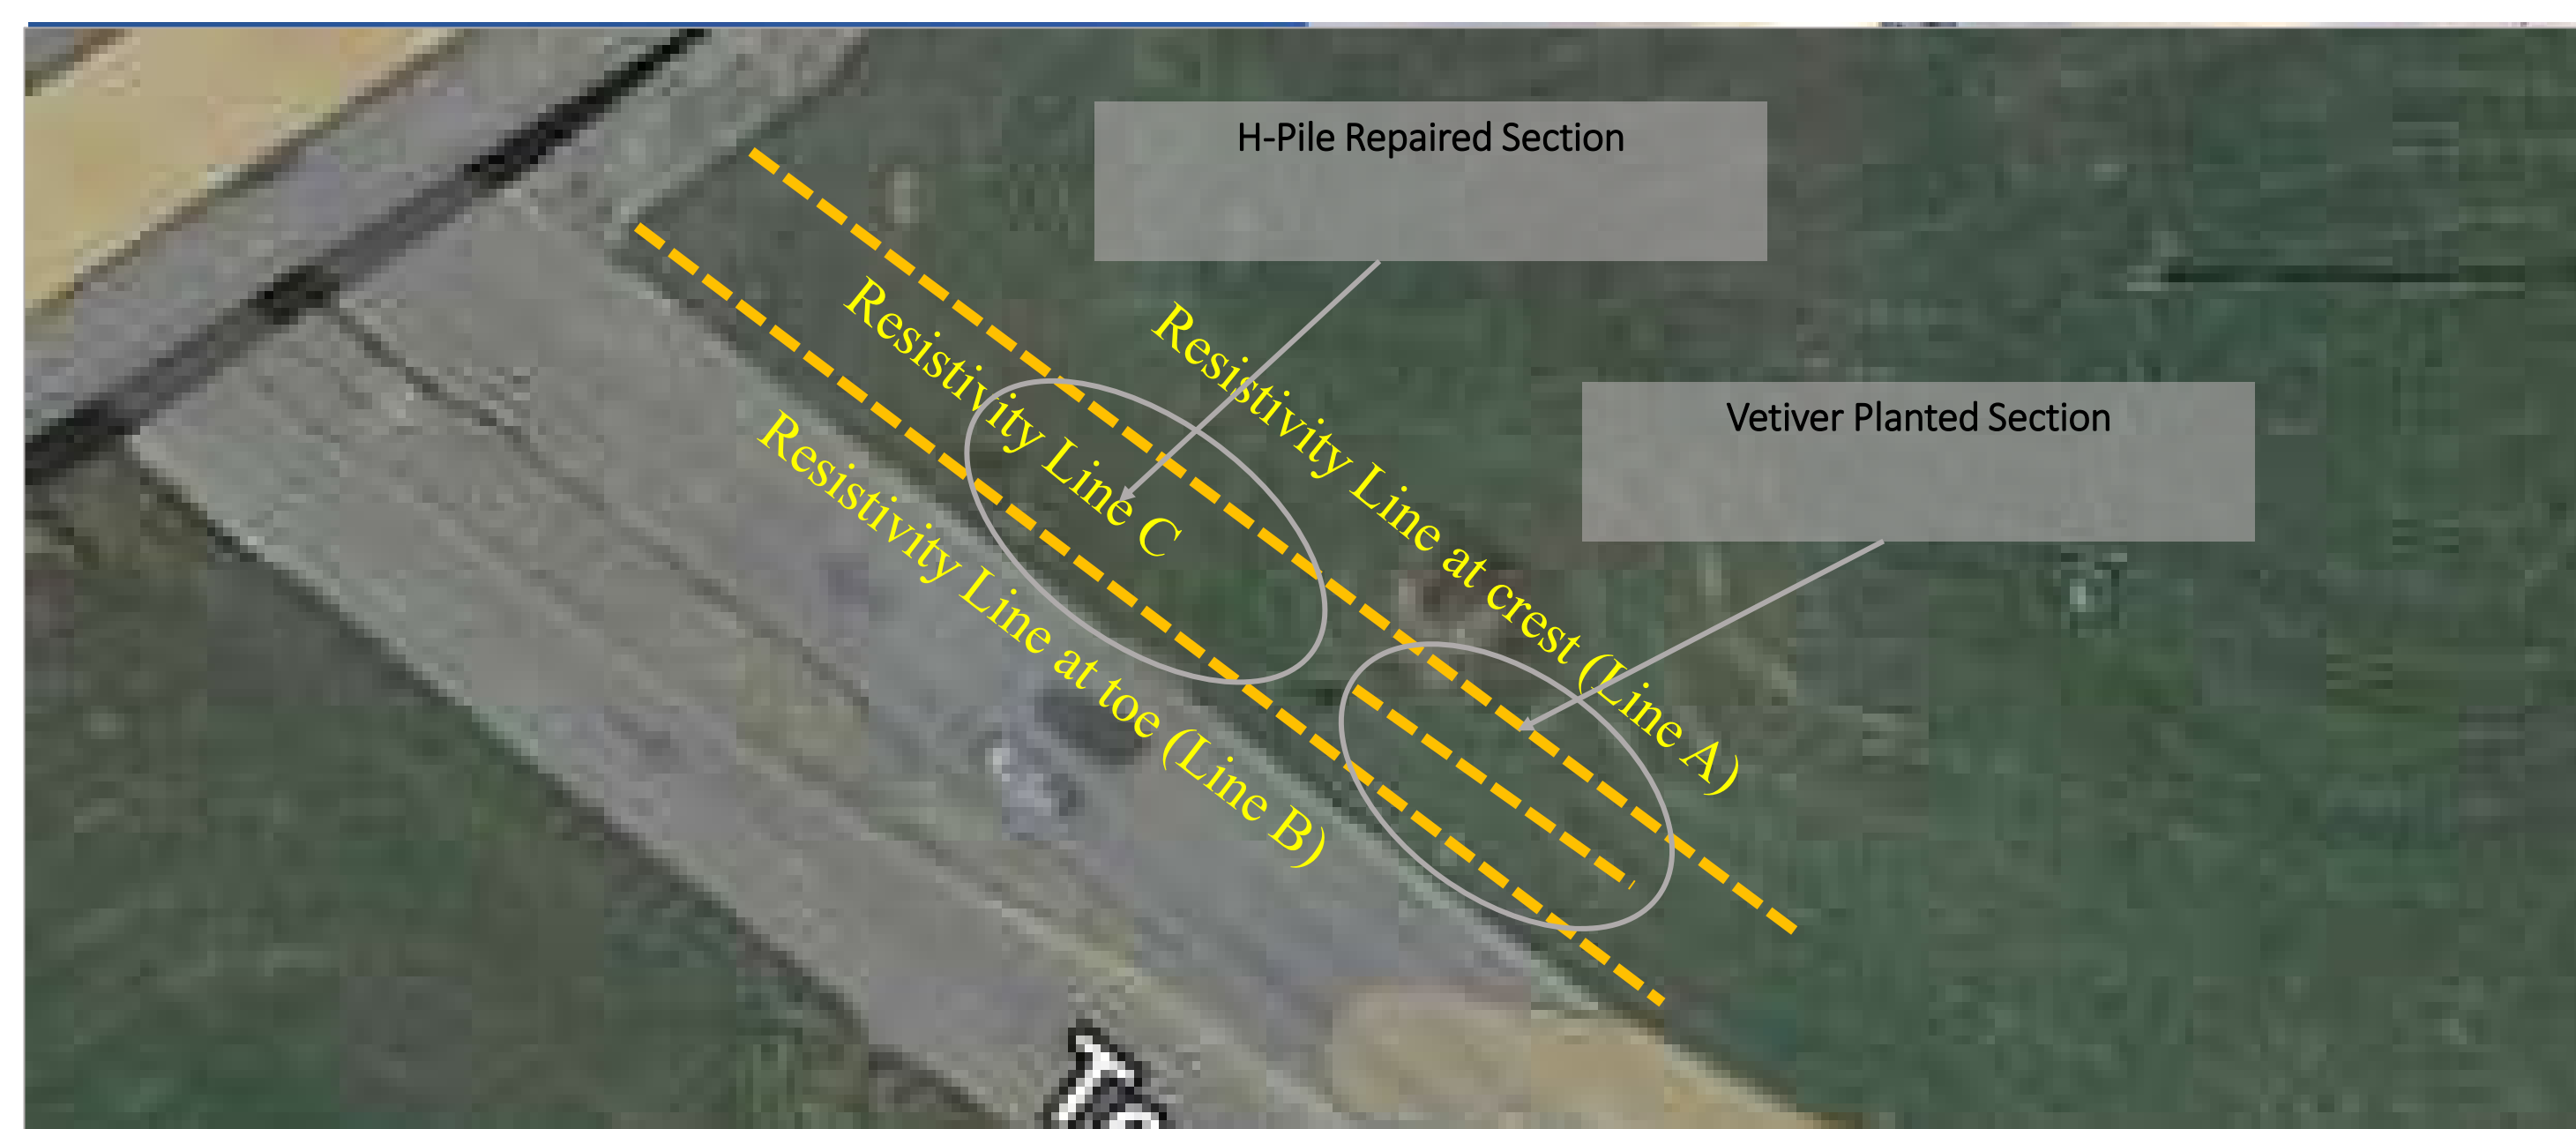 H-Pile Repaired Section
Resistivity Line at crest (Line A)
Resistivity Line C
Vetiver Planted Section
Resistivity Line at toe (Line B)